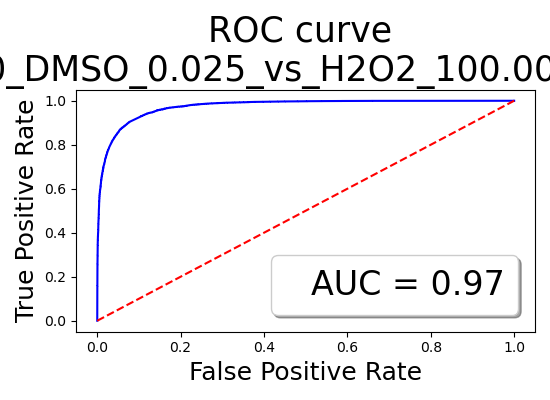 ROC curve
0_DMSO_0.025_vs_H2O2_100.00
True Positive Rate
1.0
0.8
0.6
0.4
0.2
0.0
AUC = 0.97
0.0 0.2 0.4 0.6 0.8 1.0
False Positive Rate